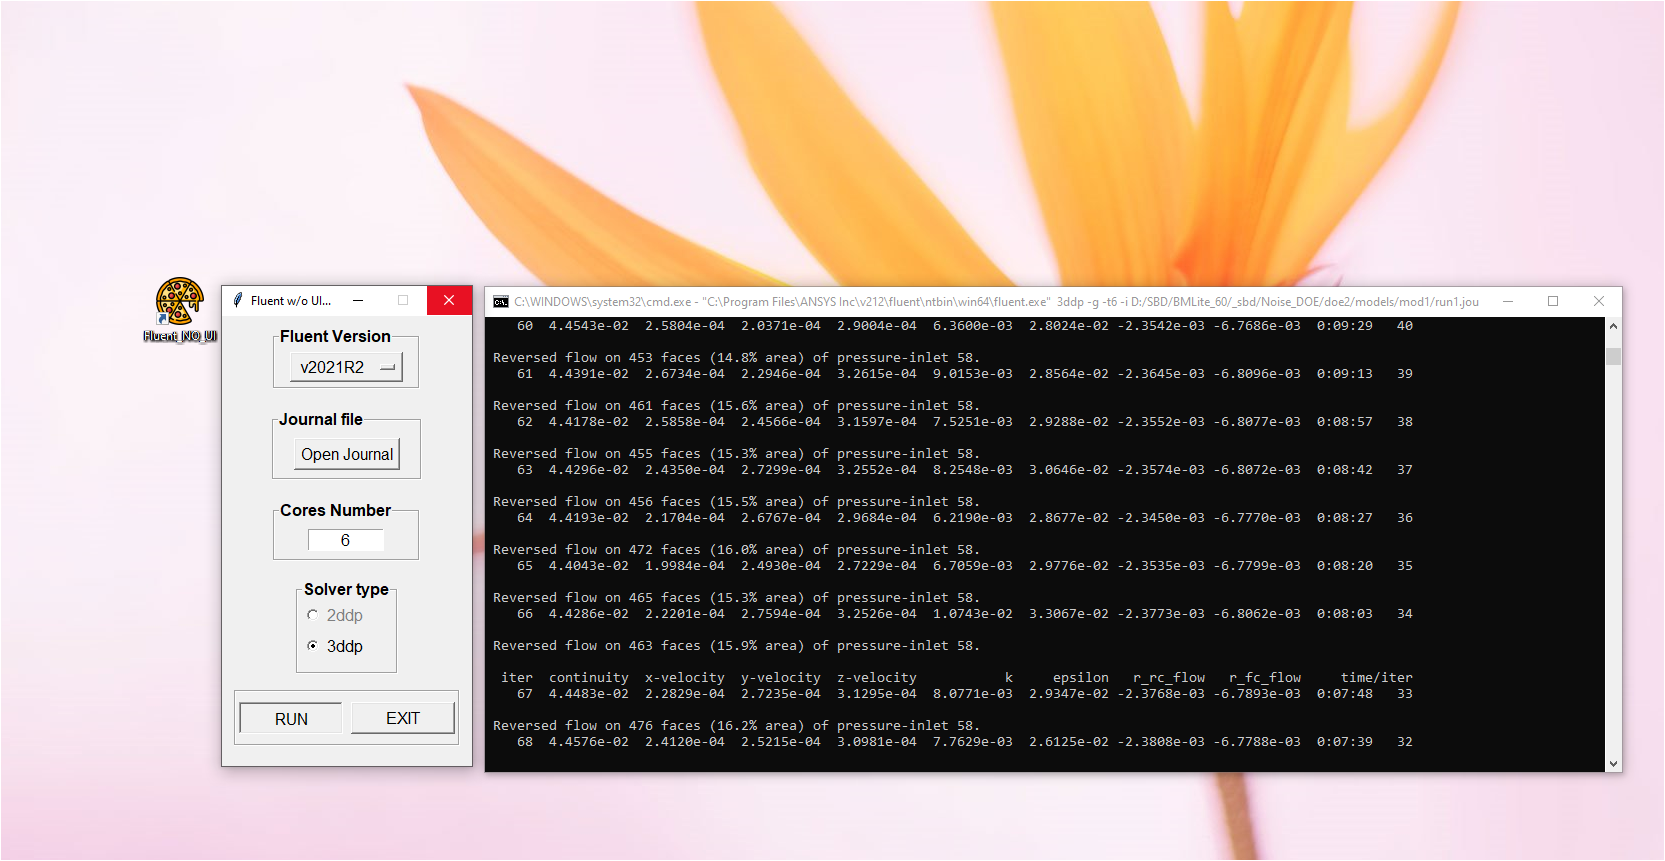 Fluent_NO_UI
Fluent w/o UI...
Fluent Version
v2021R2
Journal file
Open Journal
Cores Number
6
Solver type
2ddp
3ddp
RUN
EXIT
C:\WINDOWS\system32\cmd.exe - "C:\Program Files\ANSYS Inc\v212\fluent\ntbin\win64\fluent.exe" 3ddp -g -t6 -i D:/SBD/BMLite_60/_sbd/Noise_DOE/doe2/models/mod1/run1.jou
60 4.4543e-02 2.5804e-04 2.0371e-04 2.9004e-04 6.3600e-03 2.8024e-02 -2.3542e-03 -6.7686e-03 0:09:29 40
Reversed flow on 453 faces (14.8% area) of pressure-inlet 58.
61 4.4391e-02 2.6734e-04 2.2946e-04 3.2615e-04 9.0153e-03 2.8564e-02 -2.3645e-03 -6.8096e-03 0:09:13 39
Reversed flow on 461 faces (15.6% area) of pressure-inlet 58.
62 4.4178e-02 2.5858e-04 2.4566e-04 3.1597e-04 7.5251e-03 2.9288e-02 -2.3552e-03 -6.8077e-03 0:08:57 38
Reversed flow on 455 faces (15.3% area) of pressure-inlet 58.
63 4.4296e-02 2.4350e-04 2.7299e-04 3.2552e-04 8.2548e-03 3.0646e-02 -2.3574e-03 -6.8072e-03 0:08:42 37
Reversed flow on 456 faces (15.5% area) of pressure-inlet 58.
64 4.4193e-02 2.1704e-04 2.6767e-04 2.9684e-04 6.2190e-03 2.8677e-02 -2.3450e-03 -6.7770e-03 0:08:27 36
Reversed flow on 472 faces (16.0% area) of pressure-inlet 58.
65 4.4043e-02 1.9984e-04 2.4930e-04 2.7229e-04 6.7059e-03 2.9776e-02 -2.3535e-03 -6.7799e-03 0:08:20 35
Reversed flow on 465 faces (15.3% area) of pressure-inlet 58.
66 4.4286e-02 2.2201e-04 2.7594e-04 3.2526e-04 1.0743e-02 3.3067e-02 -2.3773e-03 -6.8062e-03 0:08:03 34
Reversed flow on 463 faces (15.9% area) of pressure-inlet 58.
iter continuity x-velocity y-velocity z-velocity k epsilon r_rc_flow r_fc_flow time/iter
67 4.4483e-02 2.2829e-04 2.7235e-04 3.1295e-04 8.0771e-03 2.9347e-02 -2.3768e-03 -6.7893e-03 0:07:48 33
Reversed flow on 476 faces (16.2% area) of pressure-inlet 58.
68 4.4576e-02 2.4120e-04 2.5215e-04 3.0981e-04 7.7629e-03 2.6125e-02 -2.3808e-03 -6.7788e-03 0:07:39 32